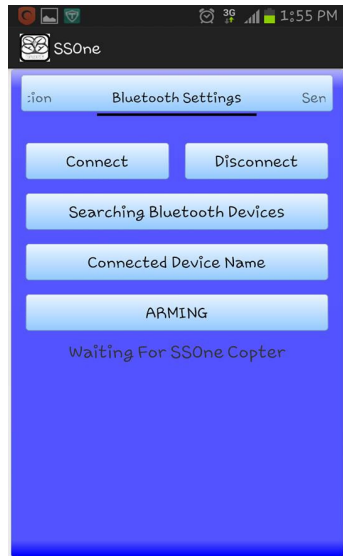 3G 1:55 PM
SSOne
:ion Bluetooth Settings Sen
Connect Disconnect
Searching Bluetooth Devices
Connected Device Name
ARMING
Waiting For SSOne Copter